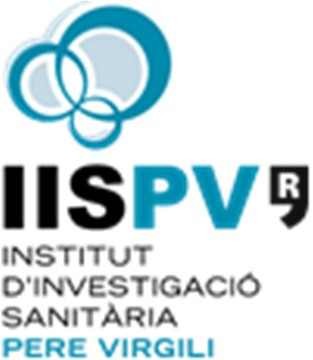 IISPV R
INSTITUT
D'INVESTIGACIÓ
SANITÀRIA
PERE VIRGILI